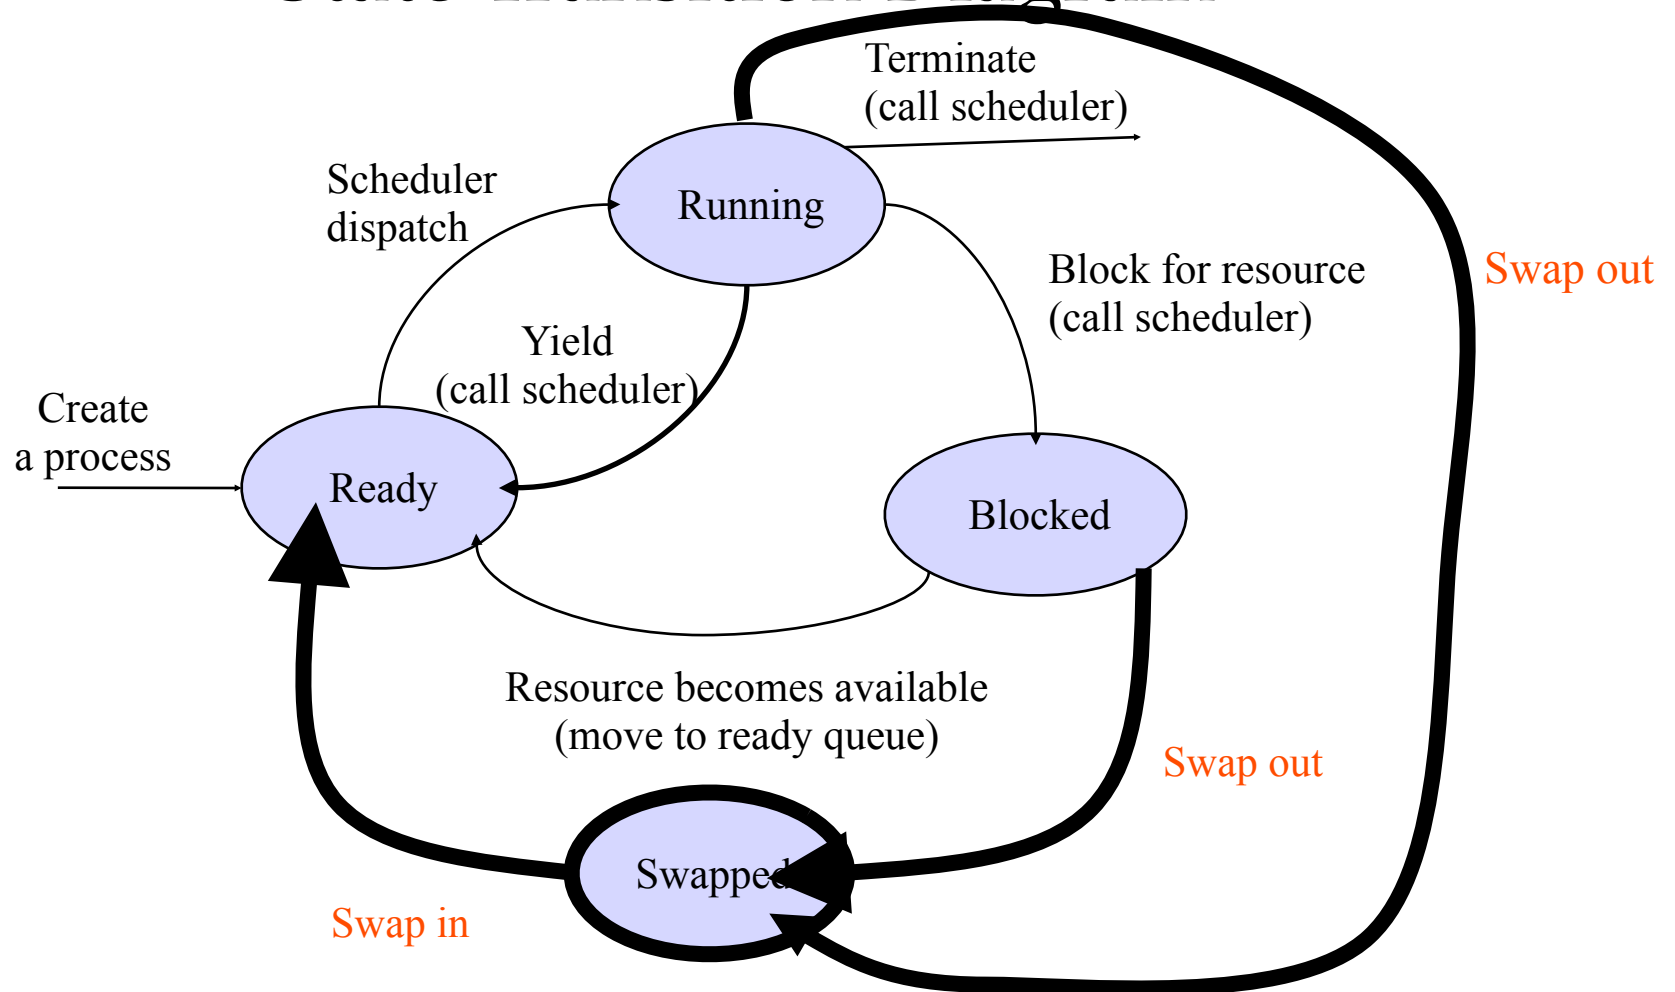 Terminate
(call scheduler)
Scheduler
dispatch
Running
Block for resource
(call scheduler)
Swap out
Yield
(call scheduler)
Create
a process
Ready
Blocked
Resource becomes available
(move to ready queue)
Swap out
Swapped
Swap in